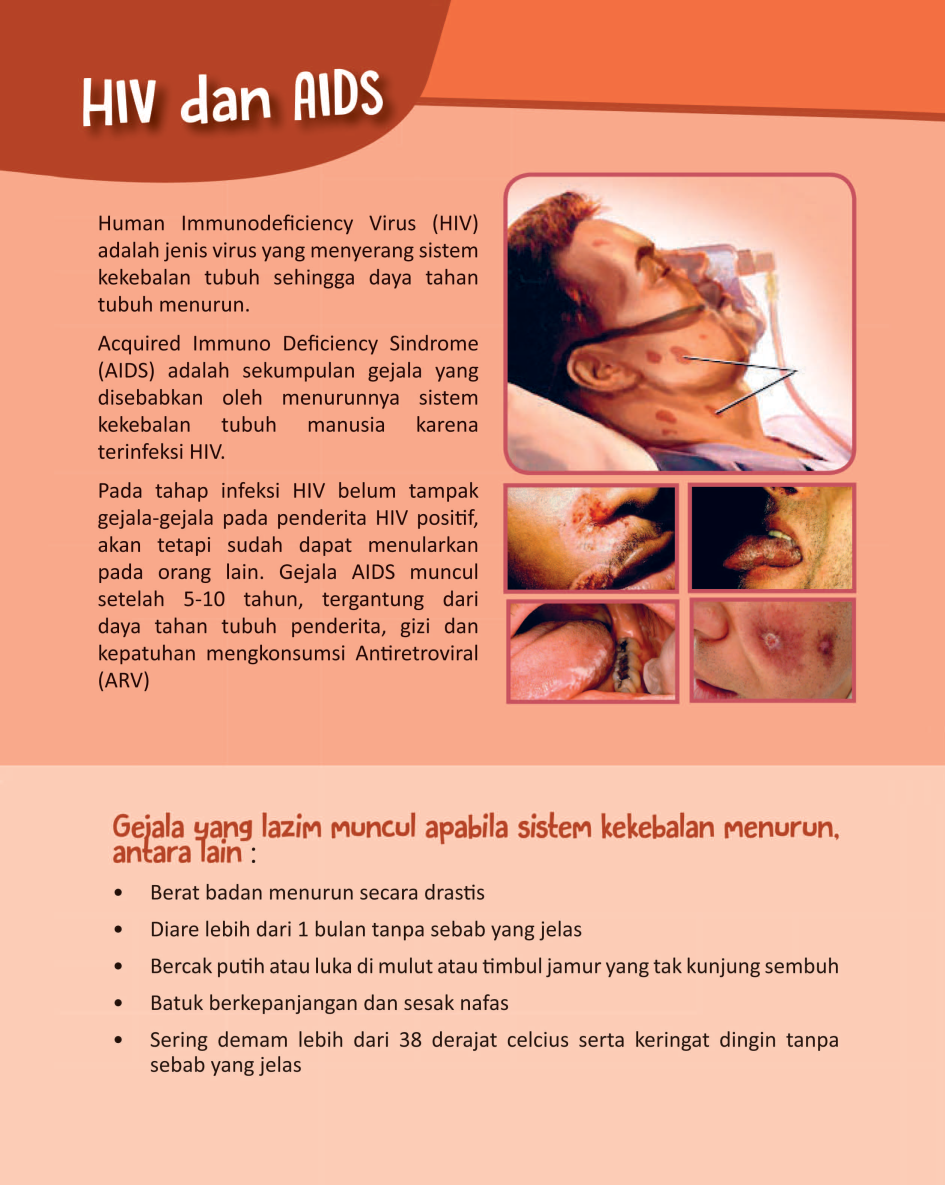 HIV dan AIDS
Human Immunodeficiency Virus (HIV)
adalah jenis virus yang menyerang sistem
kekebalan tubuh sehingga daya tahan
tubuh menurun.
Acquired Immuno Deficiency Sindrome
(AIDS) adalah sekumpulan gejala yang
disebabkan oleh menurunnya sistem
kekebalan tubuh manusia karena
terinfeksi HIV.
Pada tahap infeksi HIV belum tampak
gejala-gejala pada penderita HIV positif,
akan tetapi sudah dapat menularkan
pada orang lain. Gejala AIDS muncul
setelah 5-10 tahun, tergantung dari
daya tahan tubuh penderita, gizi dan
kepatuhan mengkonsumsi Antiretroviral
(ARV)
Gejala yang lazim muncul apabila sistem kekebalan menurun,
antara lain :
• Berat badan menurun secara drastis
• Diare lebih dari 1 bulan tanpa sebab yang jelas
• Bercak putih atau luka di mulut atau timbul jamur yang tak kunjung sembuh
• Batuk berkepanjangan dan sesak nafas
• Sering demam lebih dari 38 derajat celcius serta keringat dingin tanpa
sebab yang jelas